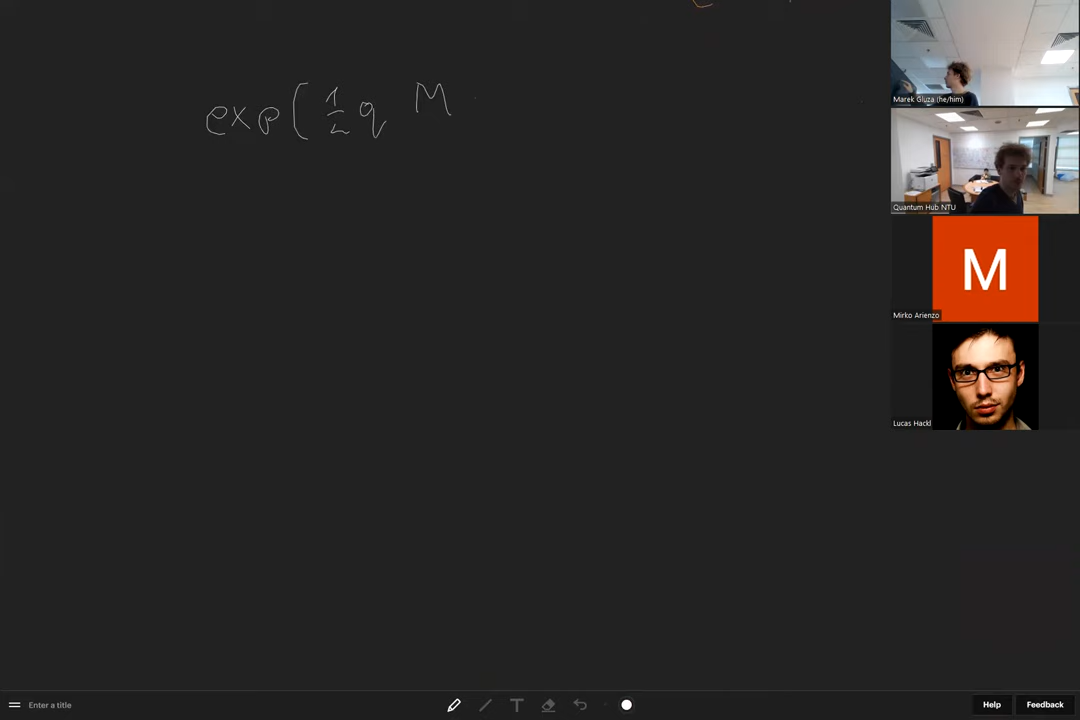 exp( 1/2 q M
Marek Gluza (he/him)
Quantum Hub NTU
M
Mirko Arienzo
Lucas Hackl
Enter a title
T
Help
Feedback